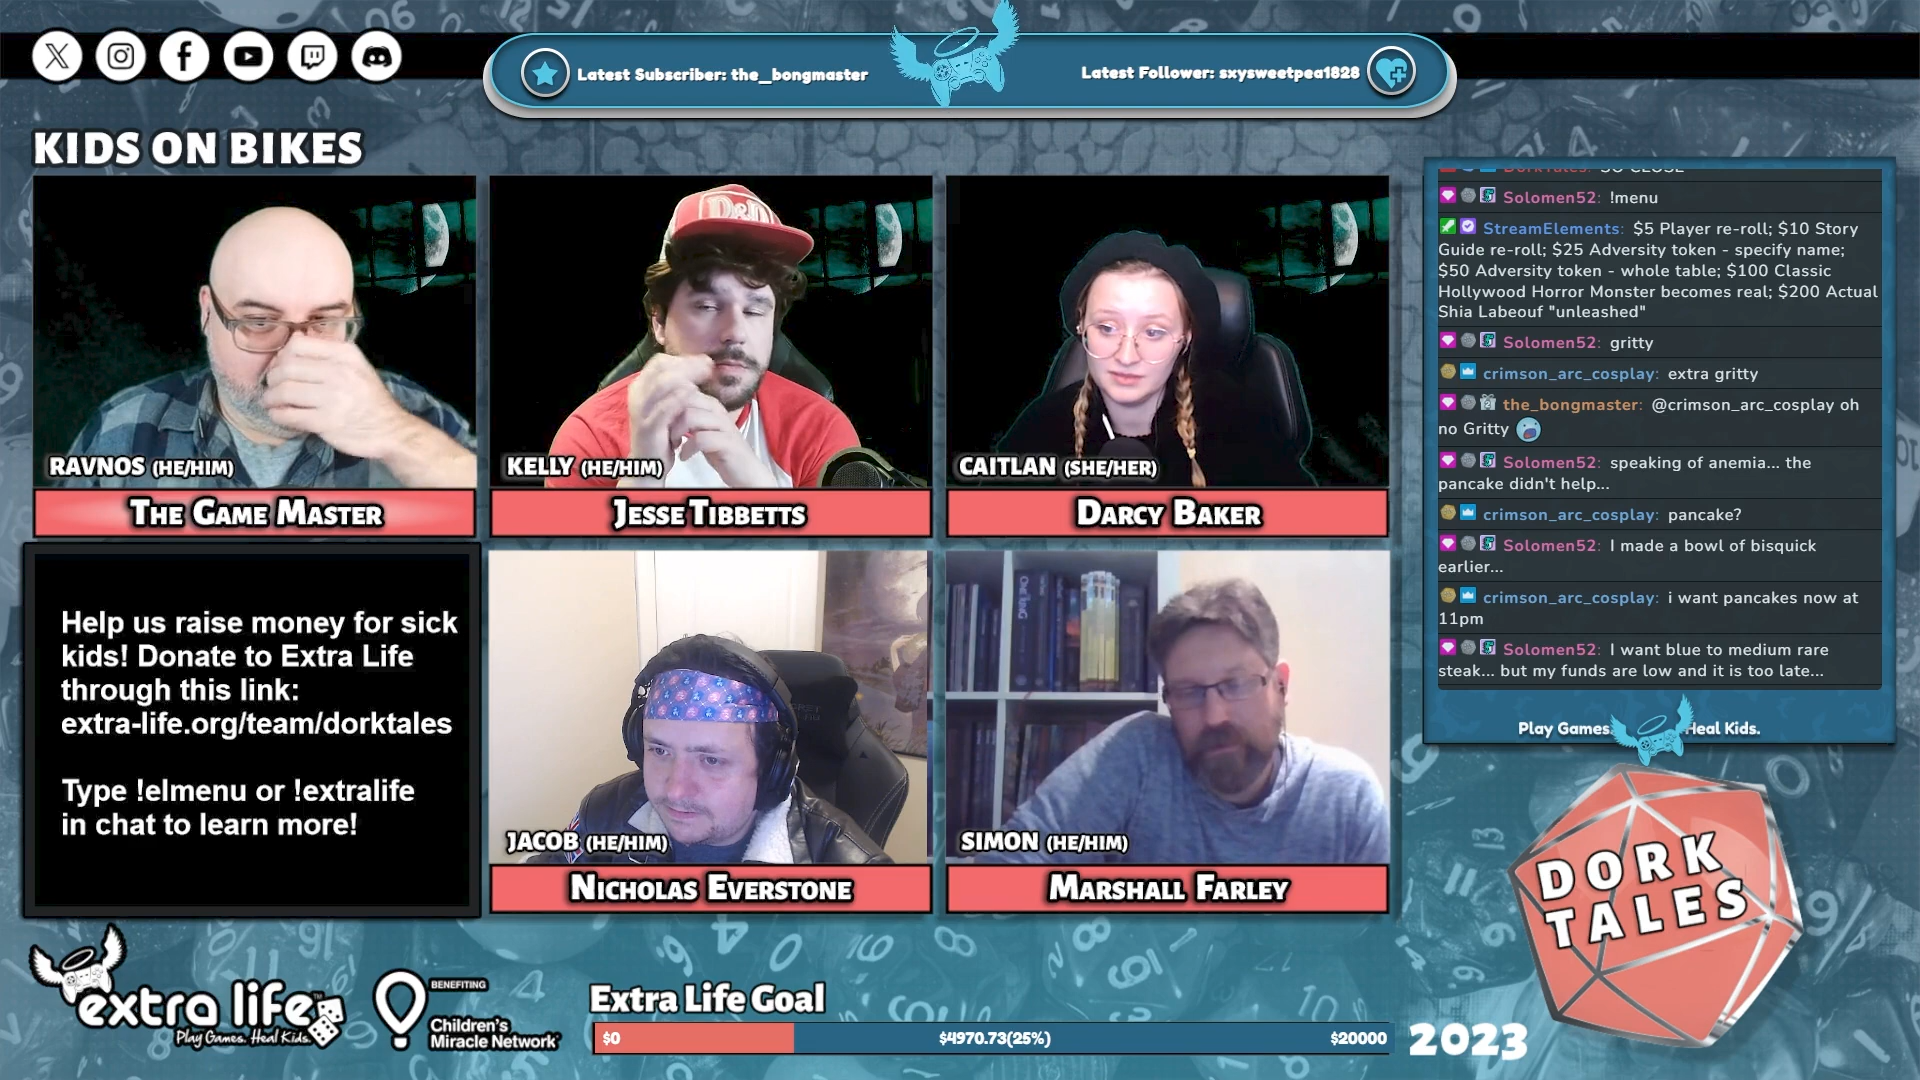 Latest Subscriber: the_bongmaster
Latest Follower: sxysweetpea1828
KIDS ON BIKES
RAVNOS (HE/HIM)
THE GAME MASTER
KELLY (HE/HIM)
JESSE TIBBETTS
CAITLAN (SHE/HER)
DARCY BAKER
D&D
Help us raise money for sick
kids! Donate to Extra Life
through this link:
extra-life.org/team/dorktales
Type !elmenu or !extralife
in chat to learn more!
JACOB (HE/HIM)
NICHOLAS EVERSTONE
SIMON (HE/HIM)
MARSHALL FARLEY
DorkTales: SO CLOSE
Solomen52: !menu
StreamElements: $5 Player re-roll; $10 Story
Guide re-roll; $25 Adversity token - specify name;
$50 Adversity token - whole table; $100 Classic
Hollywood Horror Monster becomes real; $200 Actual
Shia Labeouf "unleashed"
Solomen52: gritty
crimson_arc_cosplay: extra gritty
the_bongmaster: @crimson_arc_cosplay oh
no Gritty
Solomen52: speaking of anemia... the
pancake didn't help...
crimson_arc_cosplay: pancake?
Solomen52: I made a bowl of bisquick
earlier...
crimson_arc_cosplay: i want pancakes now at
11pm
Solomen52: I want blue to medium rare
steak... but my funds are low and it is too late...
Play Games. Heal Kids.
DORK
TALES
extra life
Play Games. Heal Kids.
BENEFITING
Children's
Miracle Network
Extra Life Goal
$0 $4970.73(25%) $20000
2023